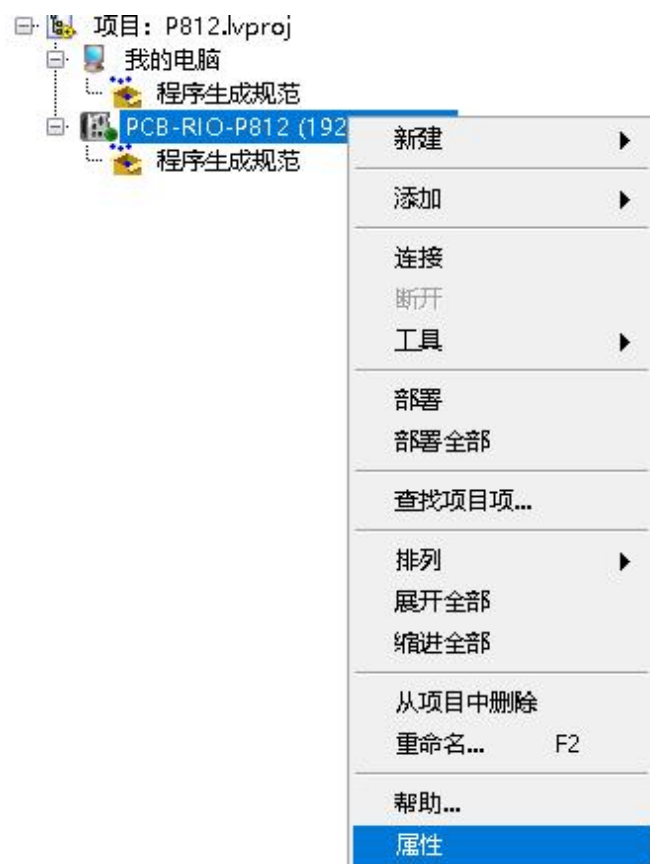 项目: P812.lvproj
我的电脑
程序生成规范
PCB-RIO-P812 (192
程序生成规范
新建
添加
连接
断开
工具
部署
部署全部
查找项目项...
排列
展开全部
缩进全部
从项目中删除
重命名... F2
帮助...
属性